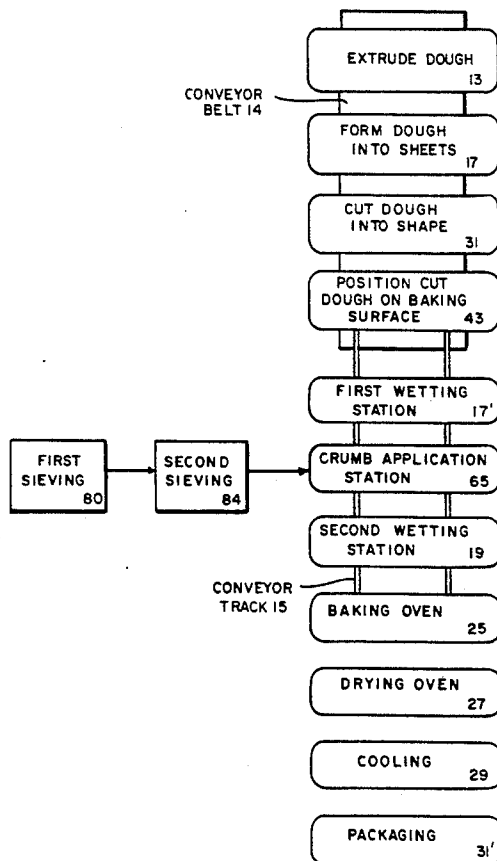 EXTRUDE DOUGH
13
CONVEYOR
BELT 14
FORM DOUGH
INTO SHEETS
17
CUT DOUGH
INTO SHAPE
31
POSITION CUT
DOUGH ON BAKING
SURFACE
43
FIRST WETTING
STATION
17'
FIRST
SIEVING
80
SECOND
SIEVING
84
CRUMB APPLICATION
STATION
65
SECOND WETTING
STATION
19
CONVEYOR
TRACK 15
BAKING OVEN
25
DRYING OVEN
27
COOLING
29
PACKAGING
31'